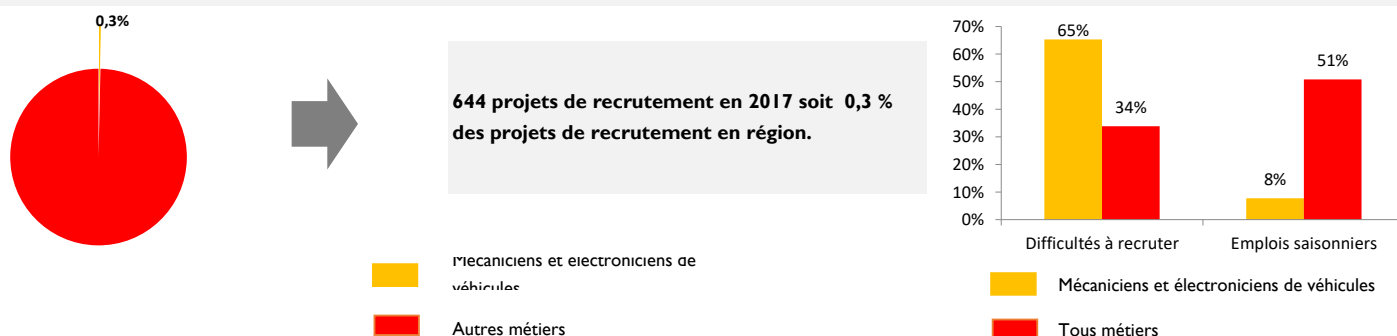 0,3%
644 projets de recrutement en 2017 soit 0,3 %
des projets de recrutement en région.
Mécaniciens et électroniciens de
véhicules
Autres métiers
70%
60%
50%
40%
30%
20%
10%
0%
65%
34%
8%
51%
Difficultés à recruter
Emplois saisonniers
Mécaniciens et électroniciens de véhicules
Tous métiers